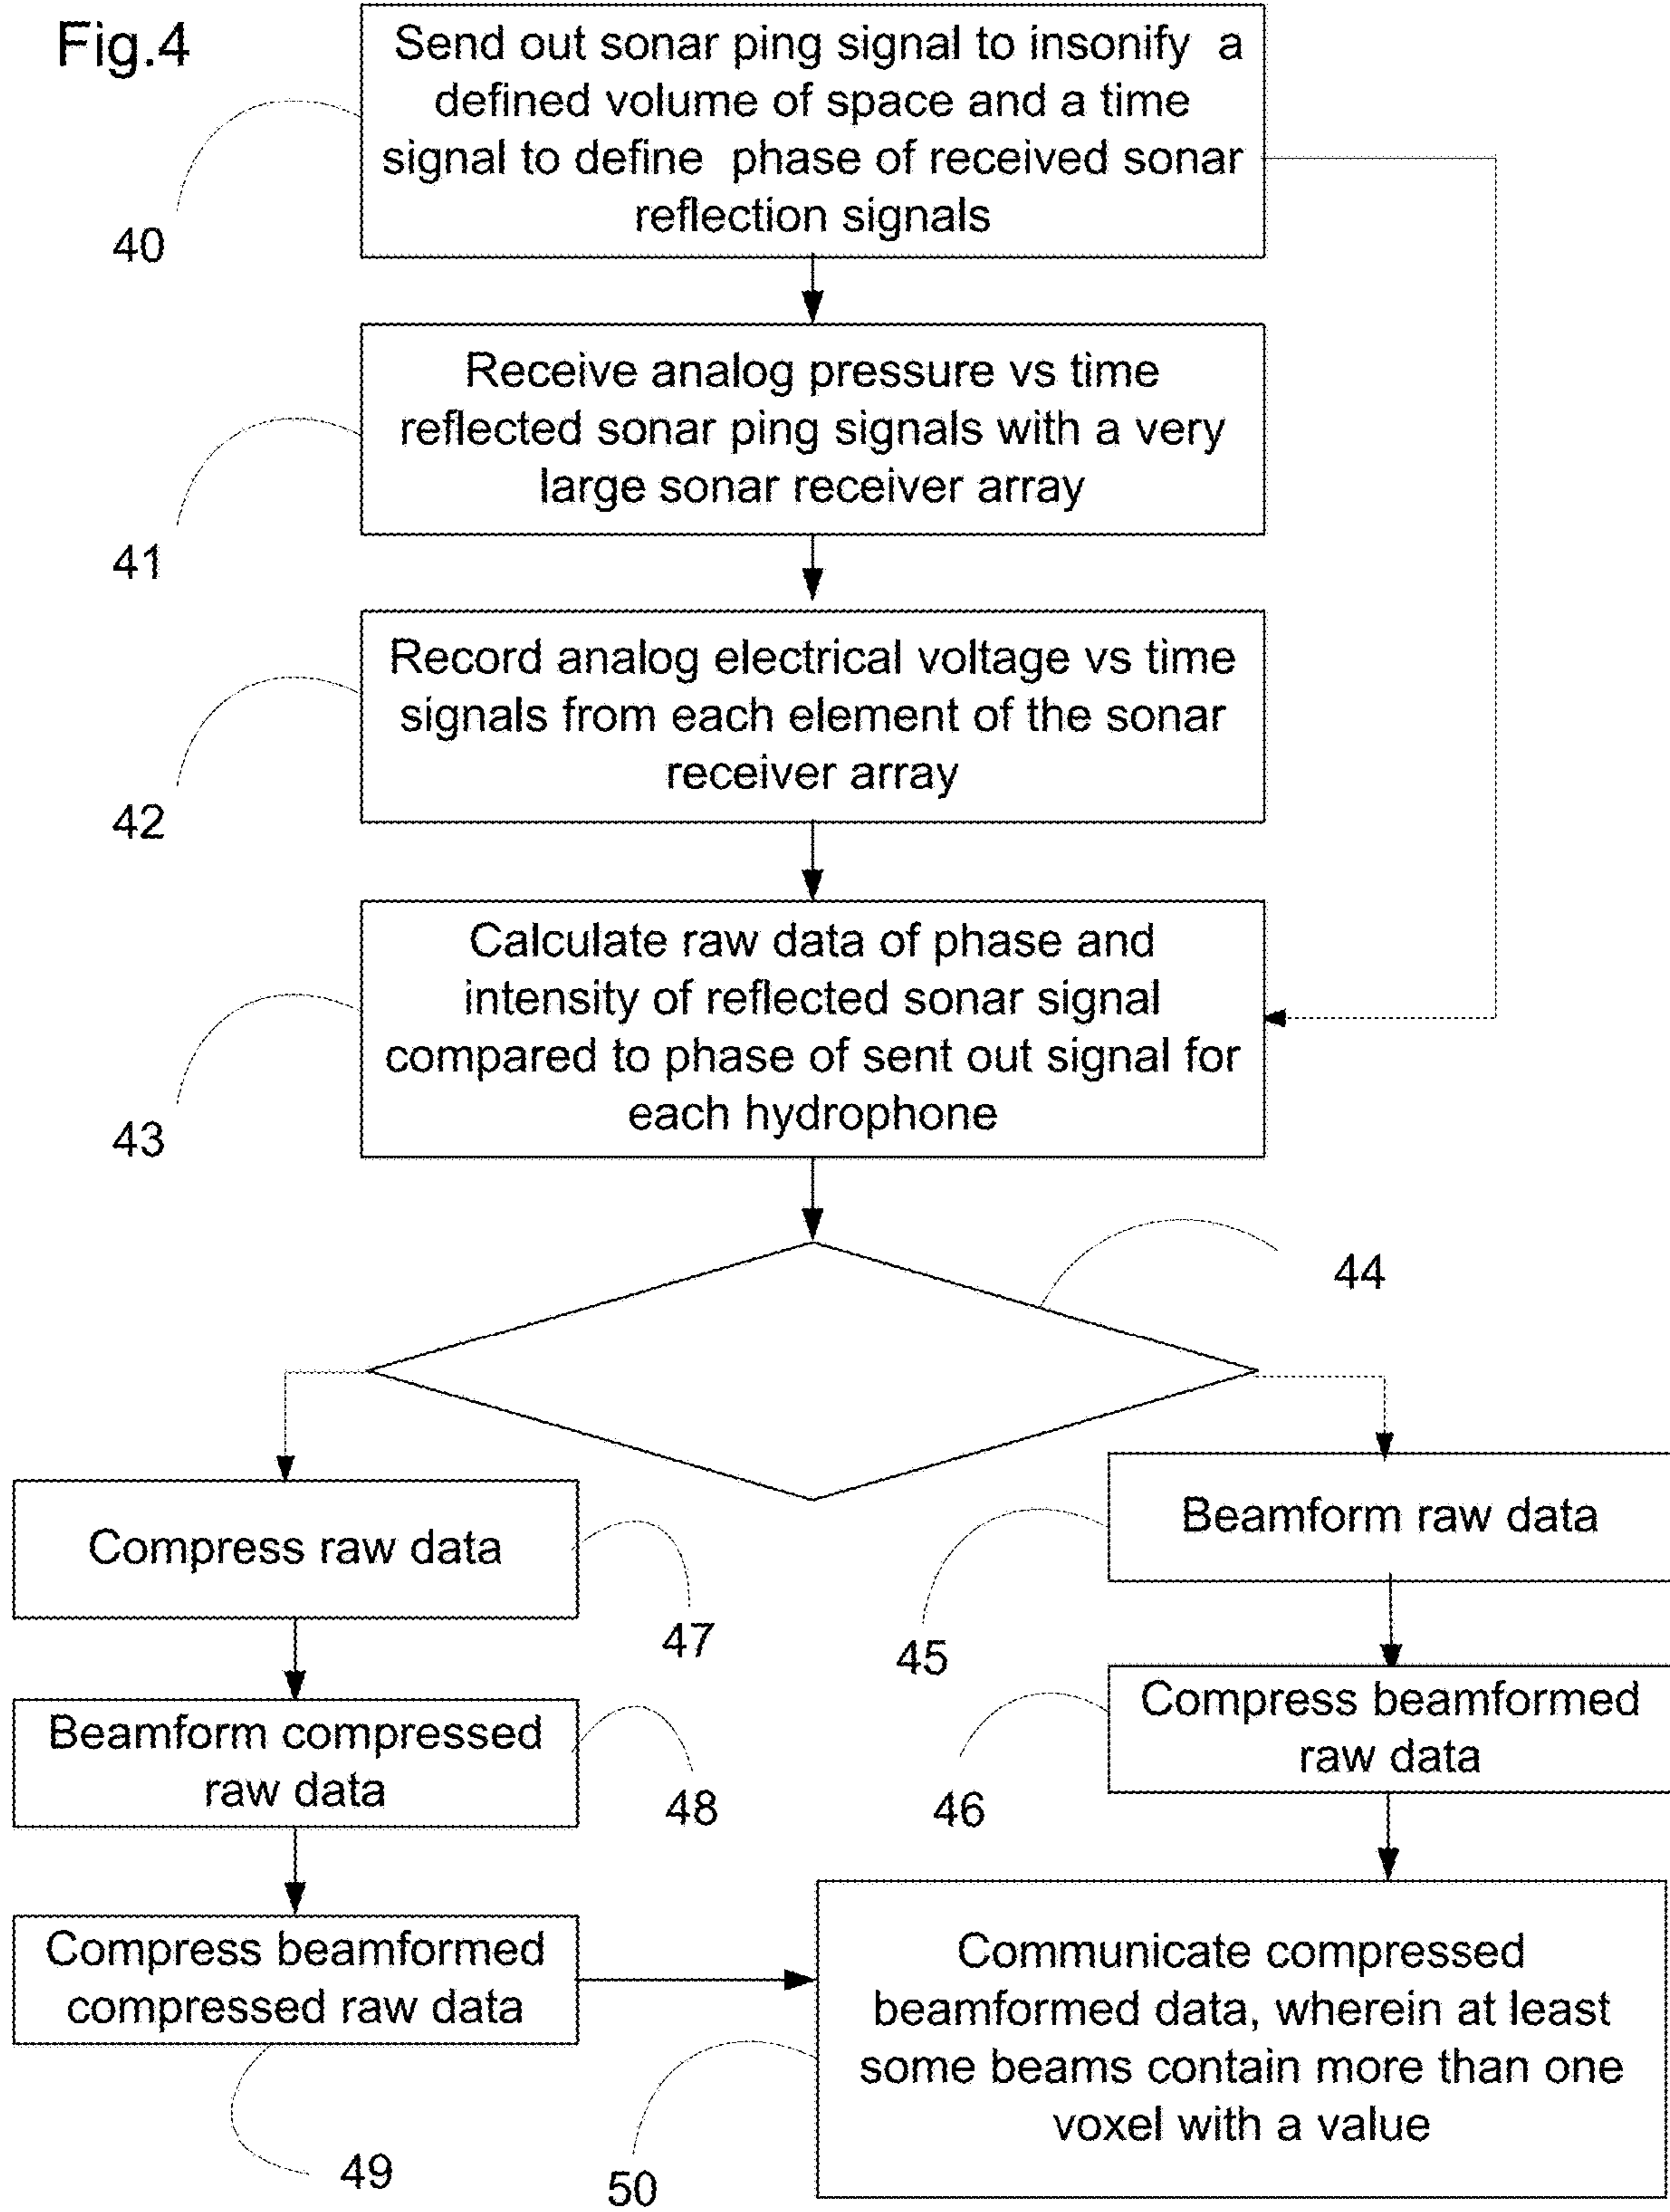 Fig.4
Send out sonar ping signal to insonify a
defined volume of space and a time
signal to define phase of received sonar
reflection signals
40
Receive analog pressure vs time
reflected sonar ping signals with a very
large sonar receiver array
41
Record analog electrical voltage vs time
signals from each element of the sonar
receiver array
42
Calculate raw data of phase and
intensity of reflected sonar signal
compared to phase of sent out signal for
each hydrophone
43
44
Compress raw data
47
Beamform raw data
45
Beamform compressed
raw data
48
Compress beamformed
raw data
46
Compress beamformed
compressed raw data
49
Communicate compressed
beamformed data, wherein at least
some beams contain more than one
voxel with a value
50